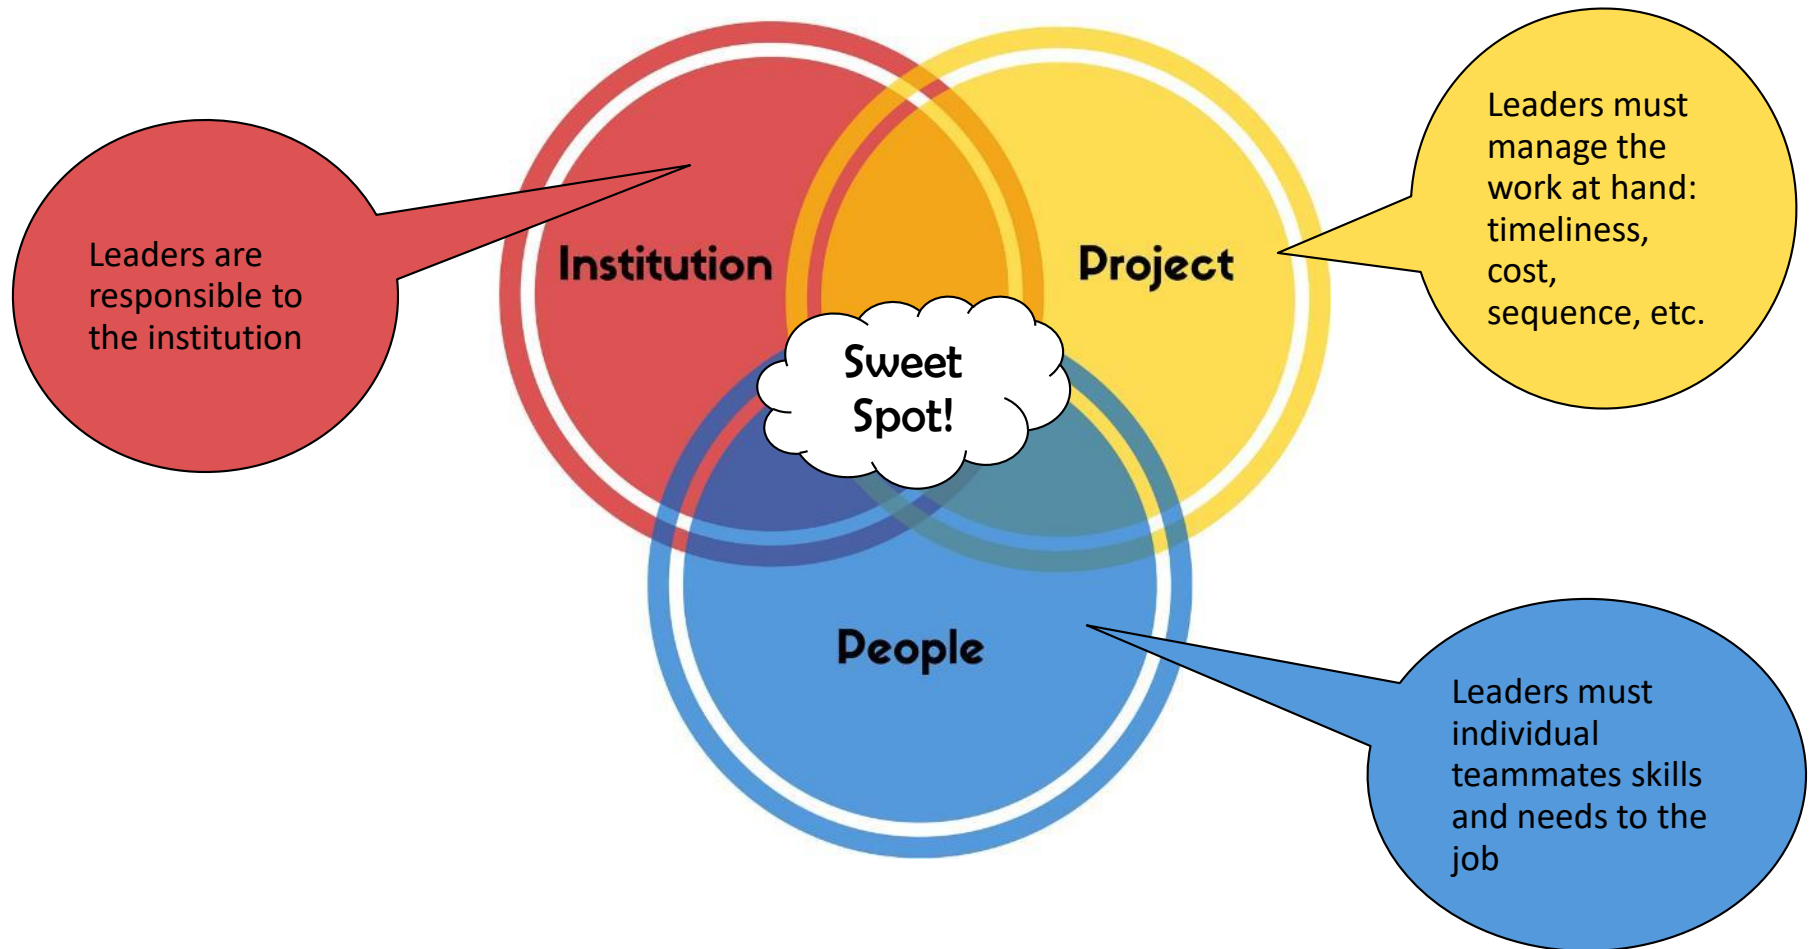 Leaders are
responsible to
the institution
Institution
Project
Leaders must
manage the
work at hand:
timeliness,
cost,
sequence, etc.
Sweet
Spot!
People
Leaders must
individual
teammates skills
and needs to the
job